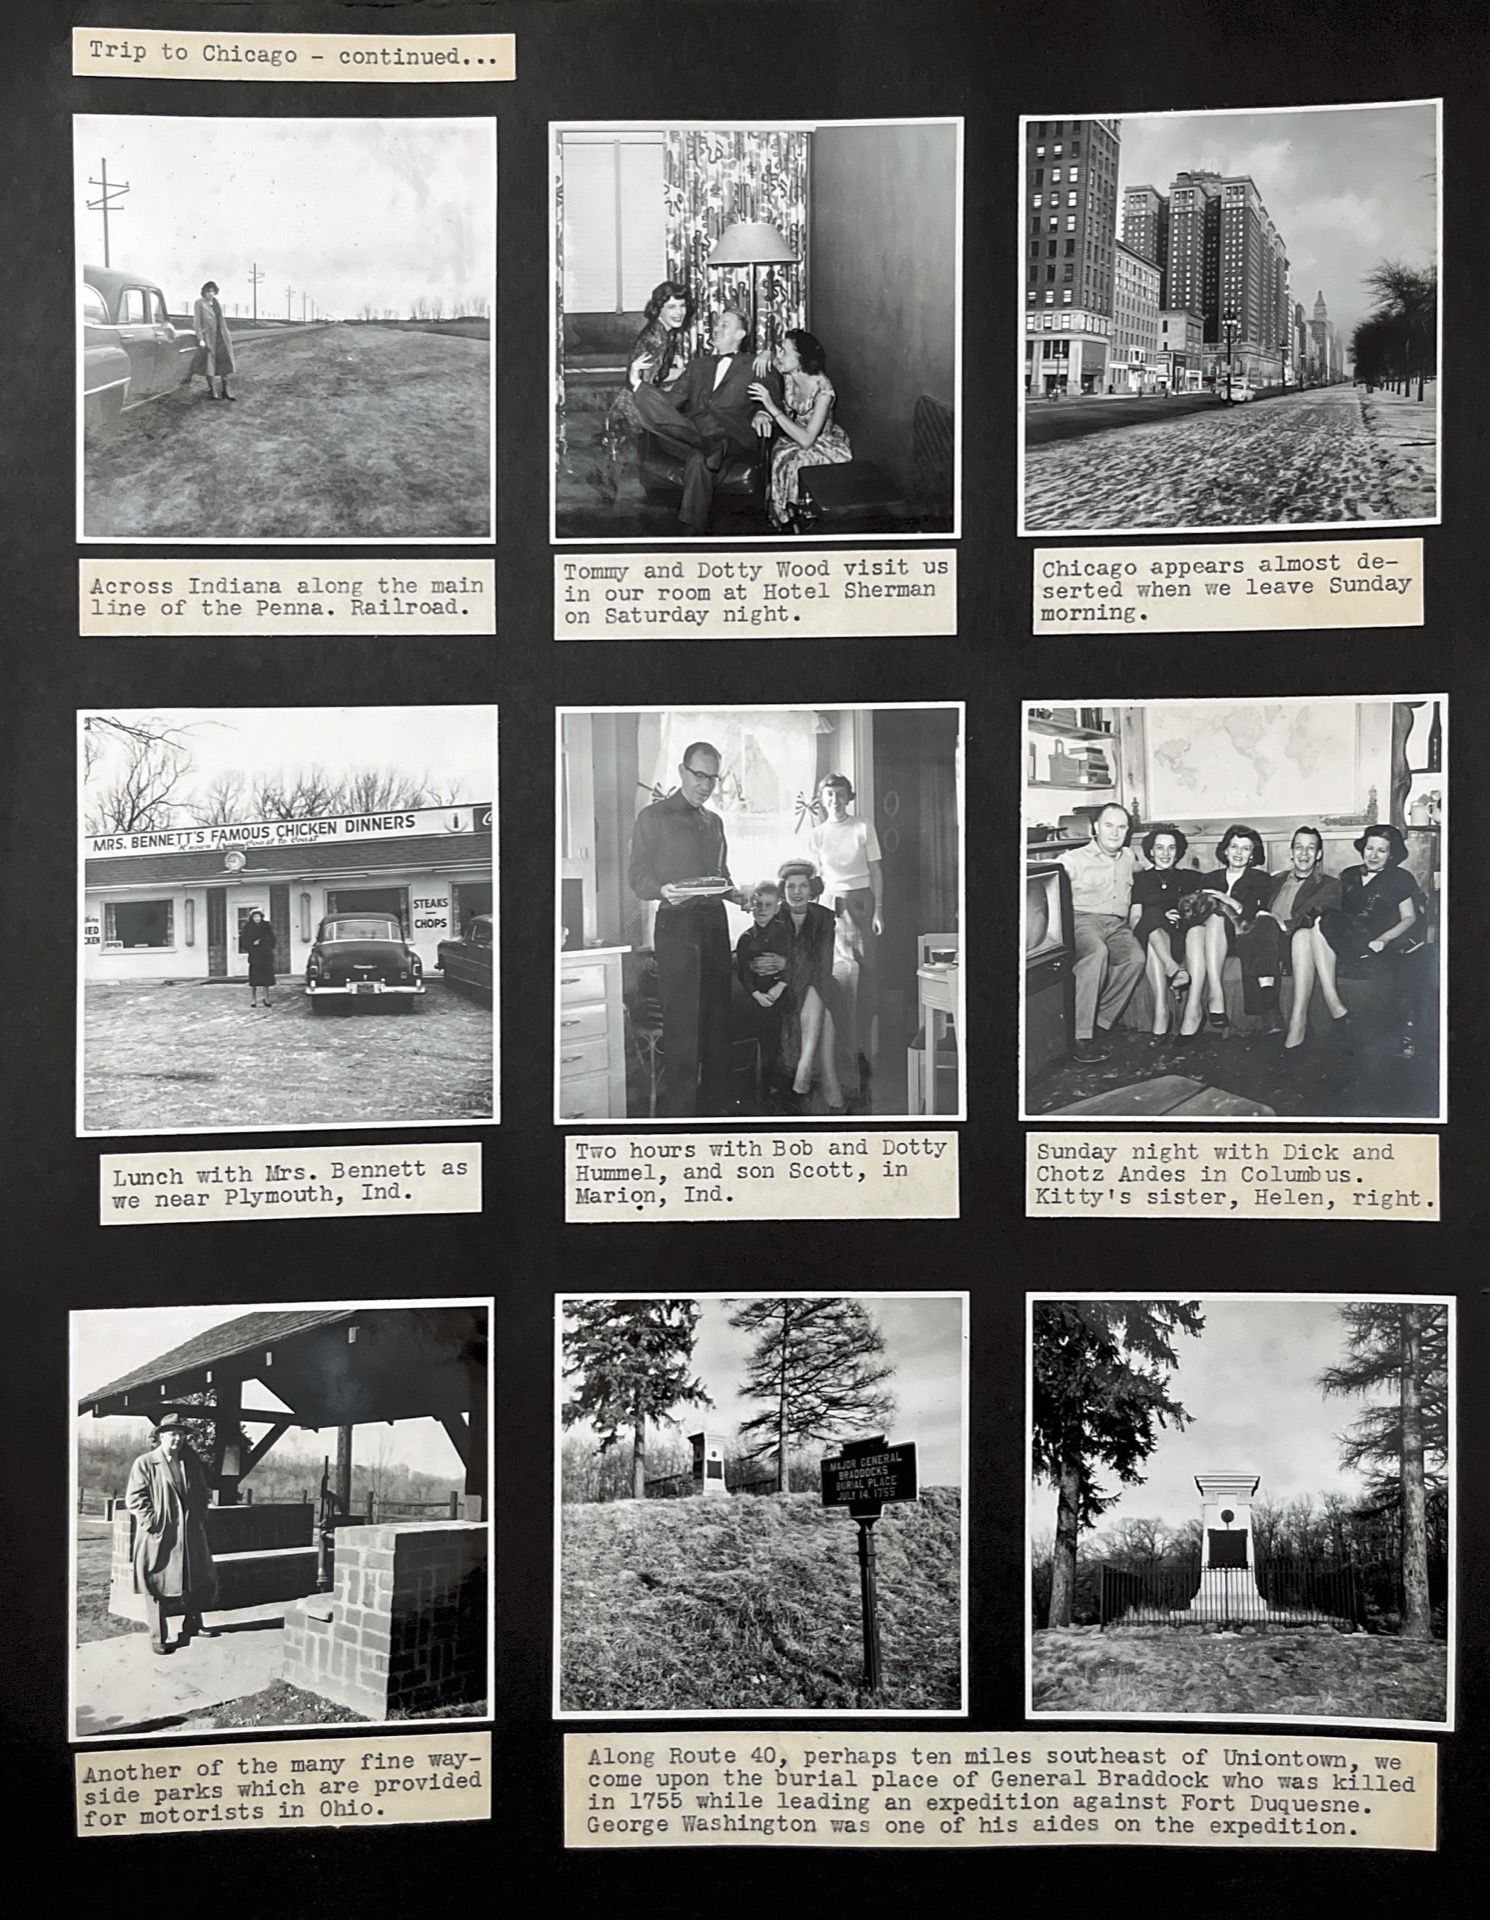 Trip to Chicago - continued...
Across Indiana along the main
line of the Penna. Railroad.
Tommy and Dotty Wood visit us
in our room at Hotel Sherman
on Saturday night.
Chicago appears almost de-
serted when we leave Sunday
morning.
MRS. BENNETT'S FAMOUS CHICKEN DINNERS
Known Coast to Coast
STEAKS
-
CHOPS
OPEN
Lunch with Mrs. Bennett as
we near Plymouth, Ind.
Two hours with Bob and Dotty
Hummel, and son Scott, in
Marion, Ind.
Sunday night with Dick and
Chotz Andes in Columbus.
Kitty's sister, Helen, right.
Another of the many fine way-
side parks which are provided
for motorists in Ohio.
MAJOR GENERAL
BRADDOCKS
BURIAL PLACE
JULY 14, 1755
Along Route 40, perhaps ten miles southeast of Uniontown, we
come upon the burial place of General Braddock who was killed
in 1755 while leading an expedition against Fort Duquesne.
George Washington was one of his aides on the expedition.